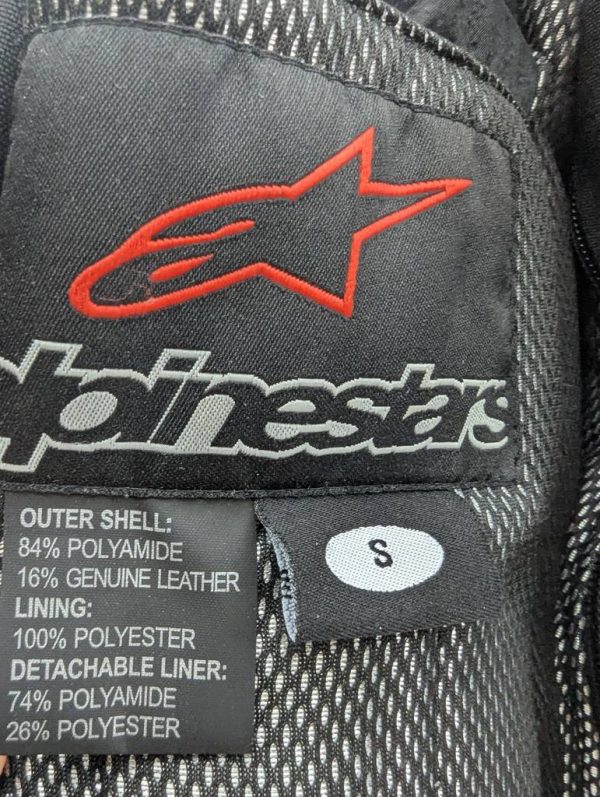 alpinestars
S
OUTER SHELL:
84% POLYAMIDE
16% GENUINE LEATHER
LINING:
100% POLYESTER
DETACHABLE LINER:
74% POLYAMIDE
26% POLYESTER